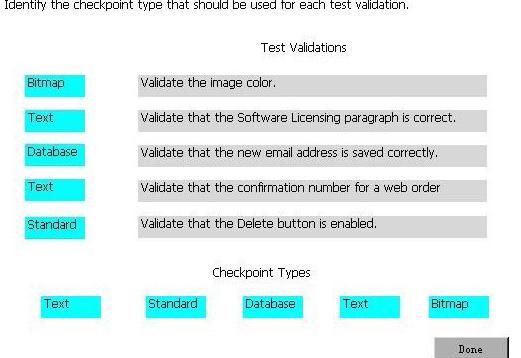 Identify the checkpoint type that should be used for each test validation.
Test Validations
Bitmap Validate the image color.
Text Validate that the Software Licensing paragraph is correct.
Database Validate that the new email address is saved correctly.
Text Validate that the confirmation number for a web order
Standard Validate that the Delete button is enabled.
Checkpoint Types
Text Standard Database Text Bitmap
Done